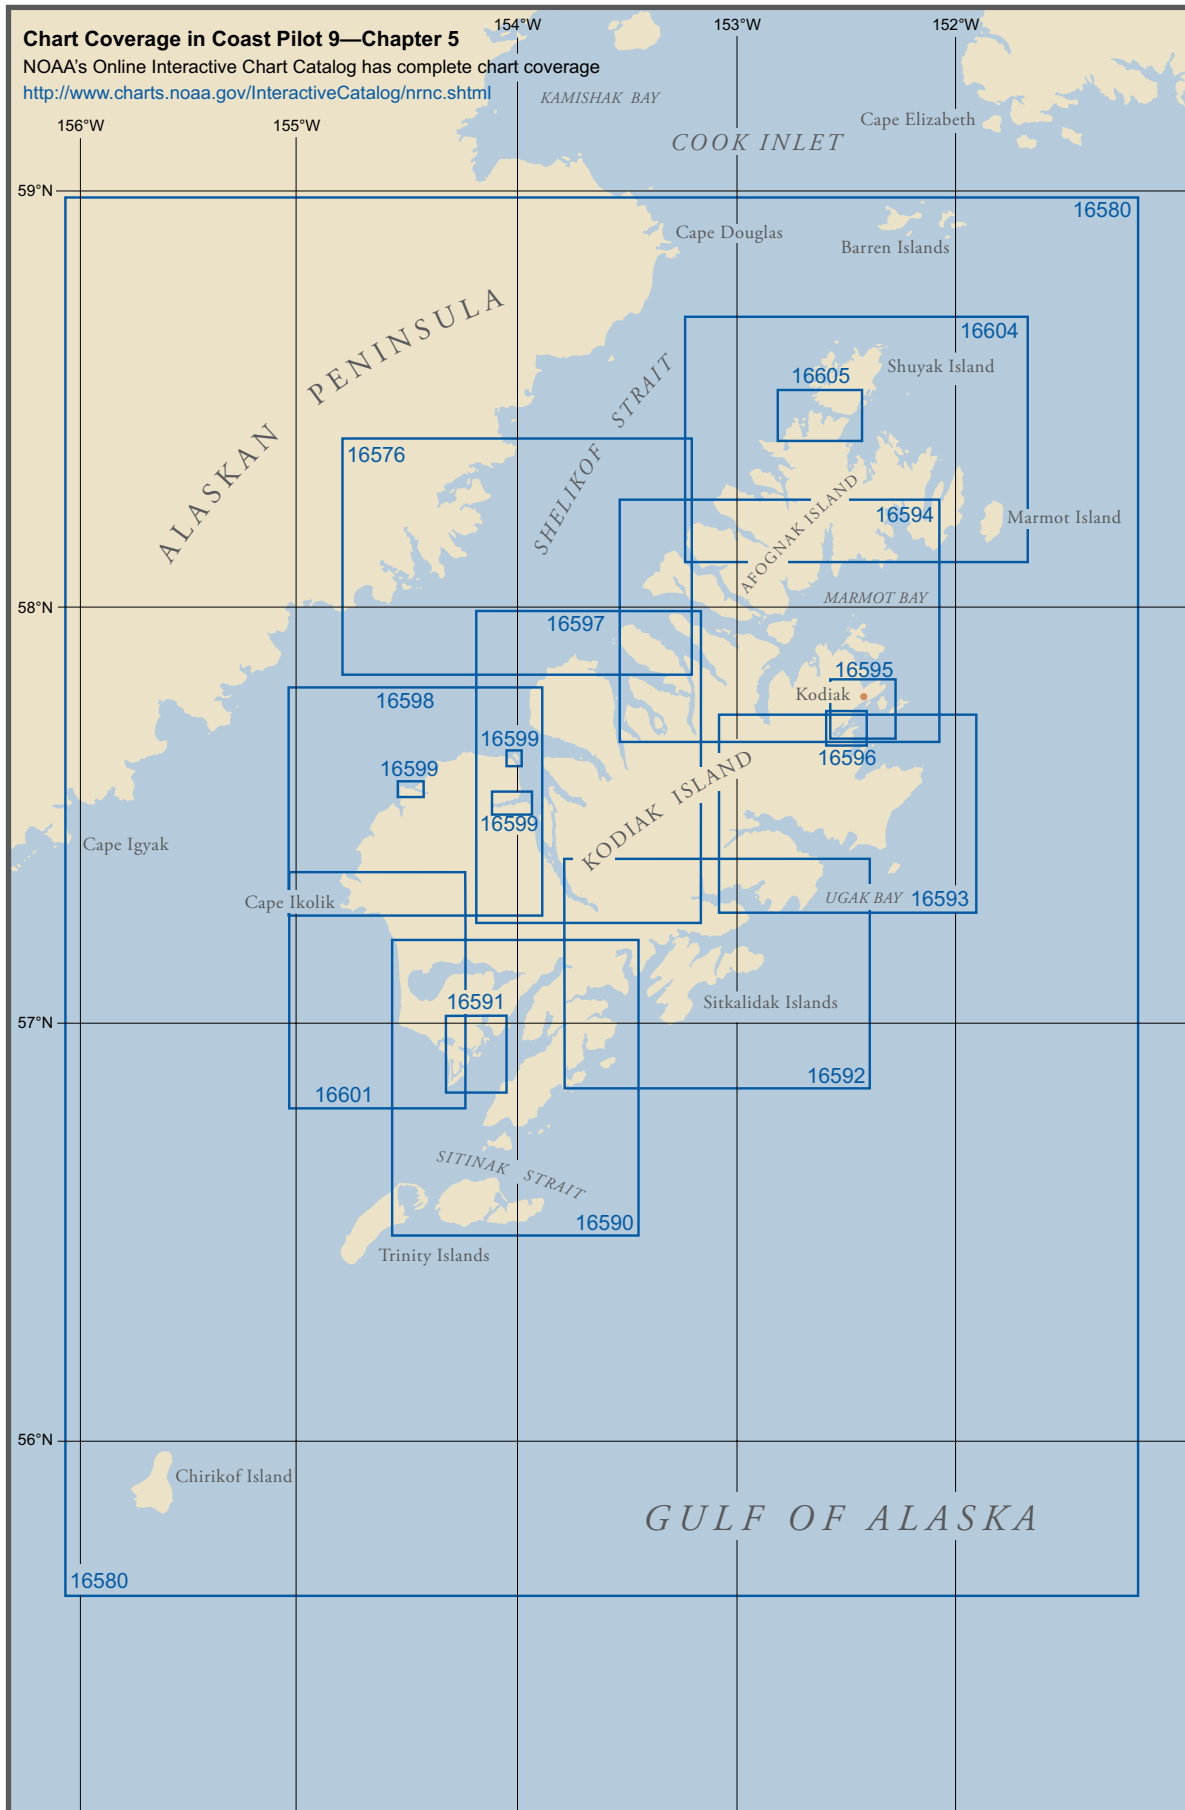 154°W
153°W
152°W
Chart Coverage in Coast Pilot 9—Chapter 5
NOAA's Online Interactive Chart Catalog has complete chart coverage
http://www.charts.noaa.gov/InteractiveCatalog/nrnc.shtml
KAMISHAK BAY
156°W
155°W
Cape Elizabeth
COOK INLET
59°N
16580
Cape Douglas
Barren Islands
ALASKAN PENINSULA
16604
Shuyak Island
16605
SHELIKOF STRAIT
16576
16594
Marmot Island
AFOGNAK ISLAND
MARMOT BAY
58°N
16597
16595
Kodiak
16598
16599
16596
16599
KODIAK ISLAND
16599
Cape Igyak
UGAK BAY
16593
Cape Ikolik
16591
Sitkalidak Islands
57°N
16592
16601
SITINAK STRAIT
16590
Trinity Islands
56°N
Chirikof Island
GULF OF ALASKA
16580